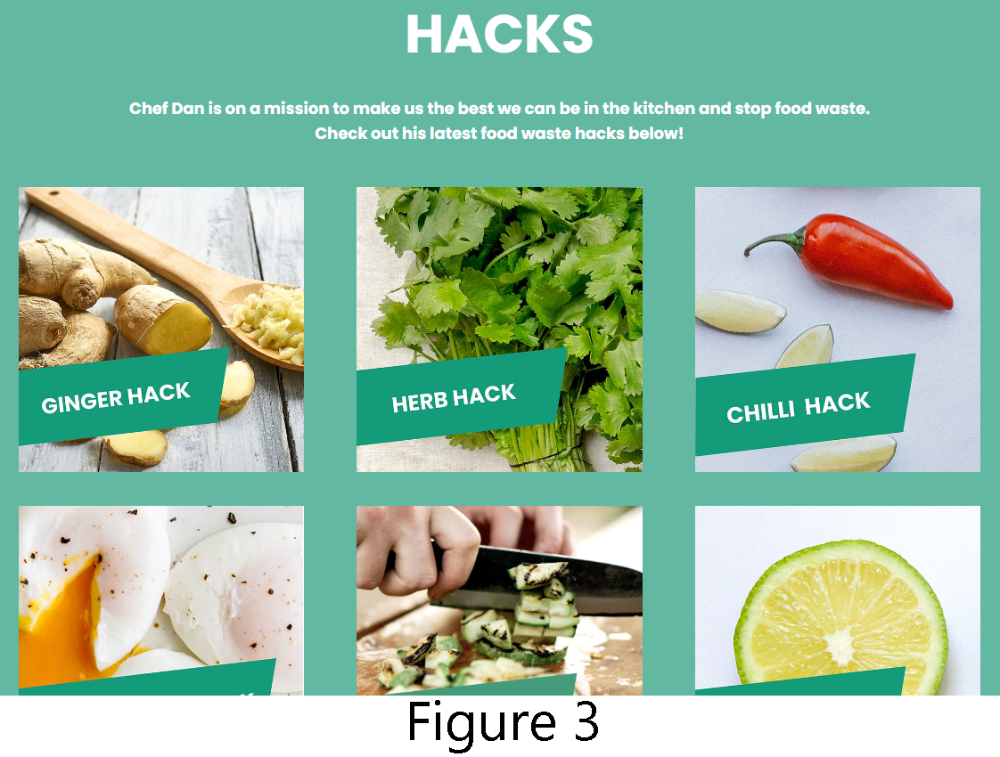 HACKS
Chef Dan is on a mission to make us the best we can be in the kitchen and stop food waste.
Check out his latest food waste hacks below!
GINGER HACK
HERB HACK
CHILLI HACK
Figure 3